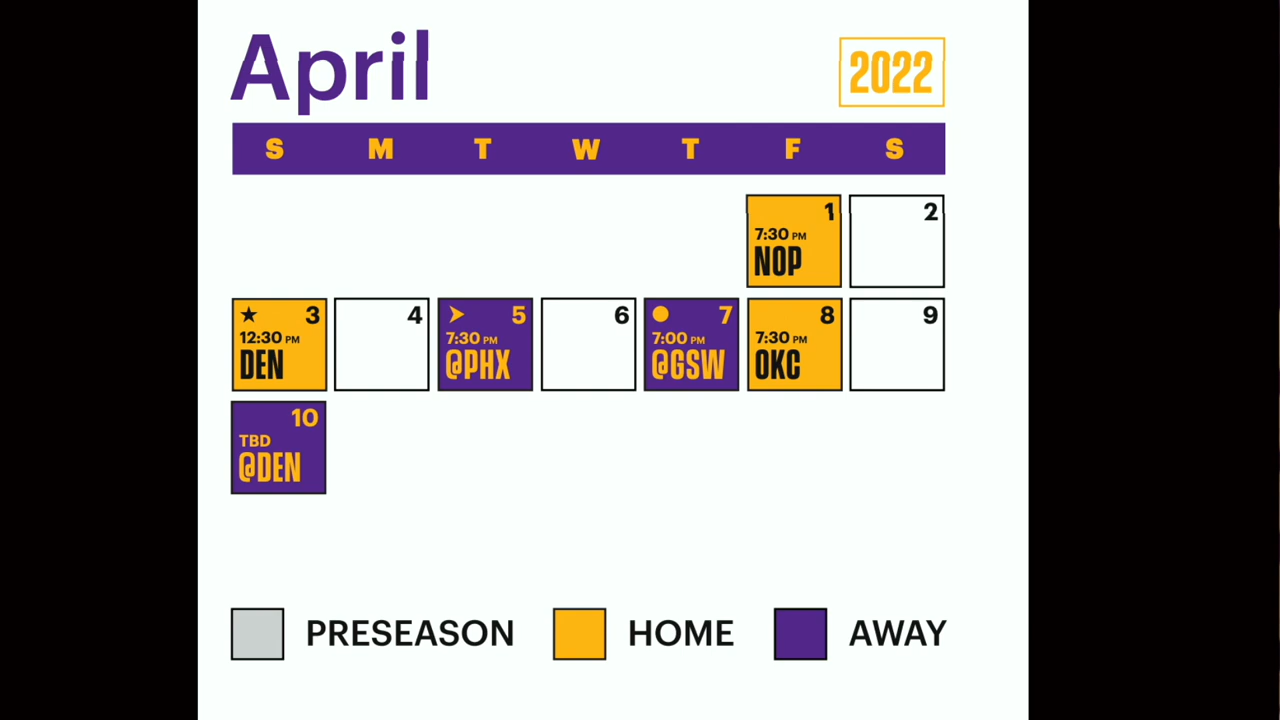 April
2022
S M T W T F S
1 2
7:30 PM
NOP
3 4 5 6 7 8 9
12:30 PM 7:30 PM 7:00 PM 7:30 PM
DEN @PHX @GSW OKC
10
TBD
@DEN
PRESEASON HOME AWAY